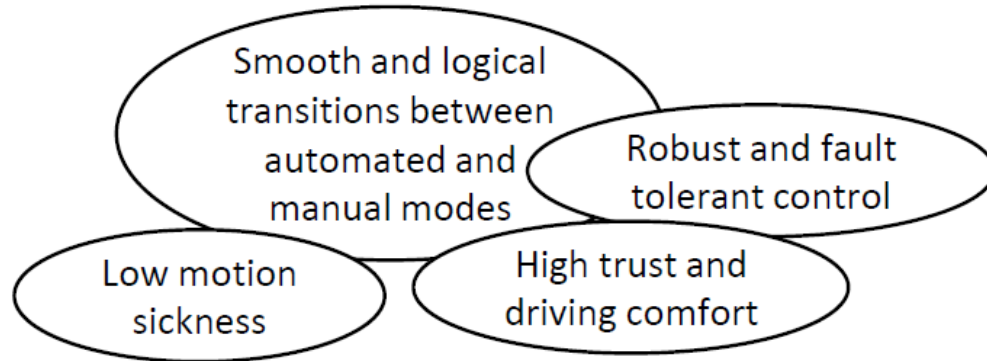 Smooth and logical
transitions between
automated and
manual modes
Robust and fault
tolerant control
Low motion
sickness
High trust and
driving comfort